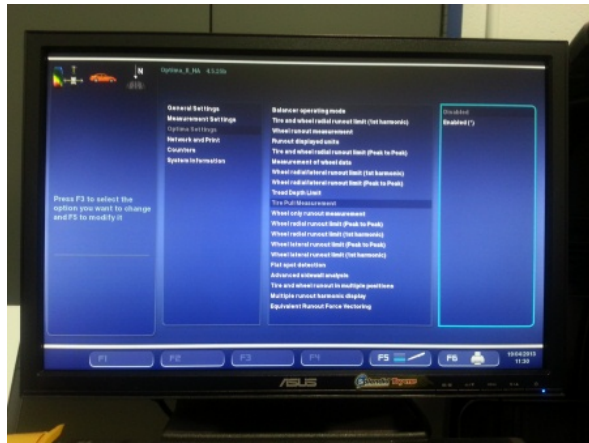 N
Optima_II_NA 4.3.28b
General Settings
Measurement Settings
Optima Settings
Network and Print
Counters
System Information
Balancer operating mode
Tire and wheel radial runout limit (1st harmonic)
Wheel runout measurement
Runout displayed units
Tire and wheel radial runout limit (Peak to Peak)
Measurement of wheel data
Wheel radial/lateral runout limit (1st harmonic)
Wheel radial/lateral runout limit (Peak to Peak)
Tread Depth Limit
Tire Pull Measurement
Wheel only runout measurement
Wheel radial runout limit (Peak to Peak)
Wheel radial runout limit (1st harmonic)
Wheel lateral runout limit (Peak to Peak)
Wheel lateral runout limit (1st harmonic)
Flat spot detection
Advanced sidewall analysis
Tire and wheel runout in multiple positions
Multiple runout harmonic display
Equivalent Runout Force Vectoring
Disabled
Enabled (*)
Press F3 to select the
option you want to change
and F5 to modify it
F1
F2
F3
F4
F5
F6
11:30
ASUS